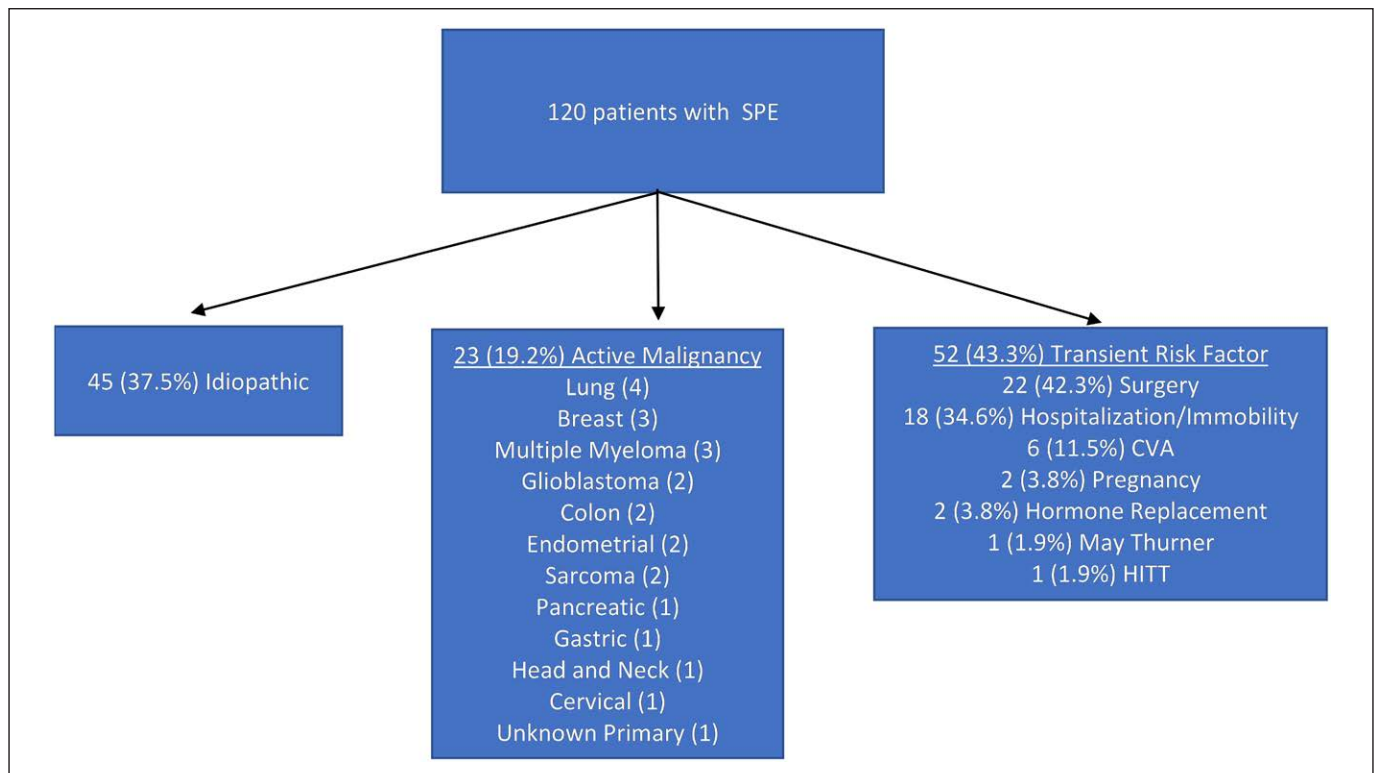 120 patients with SPE
45 (37.5%) Idiopathic
23 (19.2%) Active Malignancy
Lung (4)
Breast (3)
Multiple Myeloma (3)
Glioblastoma (2)
Colon (2)
Endometrial (2)
Sarcoma (2)
Pancreatic (1)
Gastric (1)
Head and Neck (1)
Cervical (1)
Unknown Primary (1)
52 (43.3%) Transient Risk Factor
22 (42.3%) Surgery
18 (34.6%) Hospitalization/Immobility
6 (11.5%) CVA
2 (3.8%) Pregnancy
2 (3.8%) Hormone Replacement
1 (1.9%) May Thurner
1 (1.9%) HITT